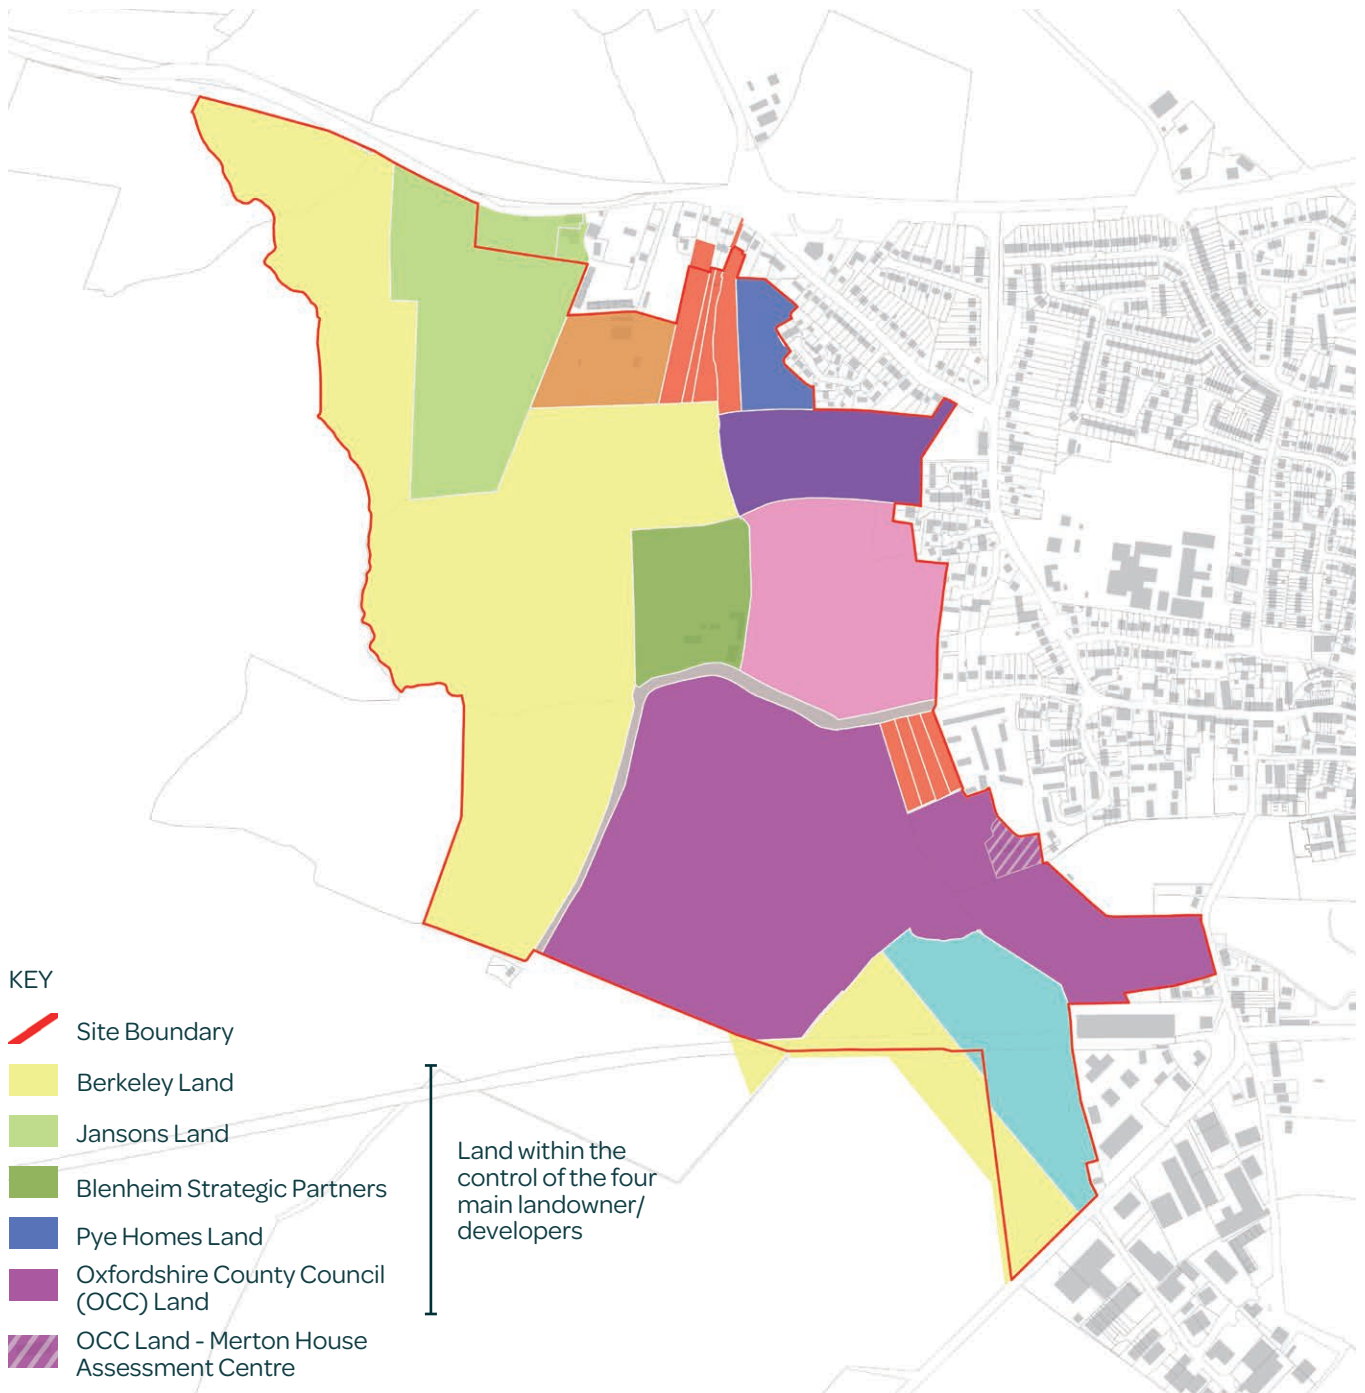 KEY
Site Boundary
Berkeley Land
Jansons Land
Blenheim Strategic Partners
Pye Homes Land
Oxfordshire County Council
(OCC) Land
OCC Land - Merton House
Assessment Centre
Land within the
control of the four
main landowner/
developers